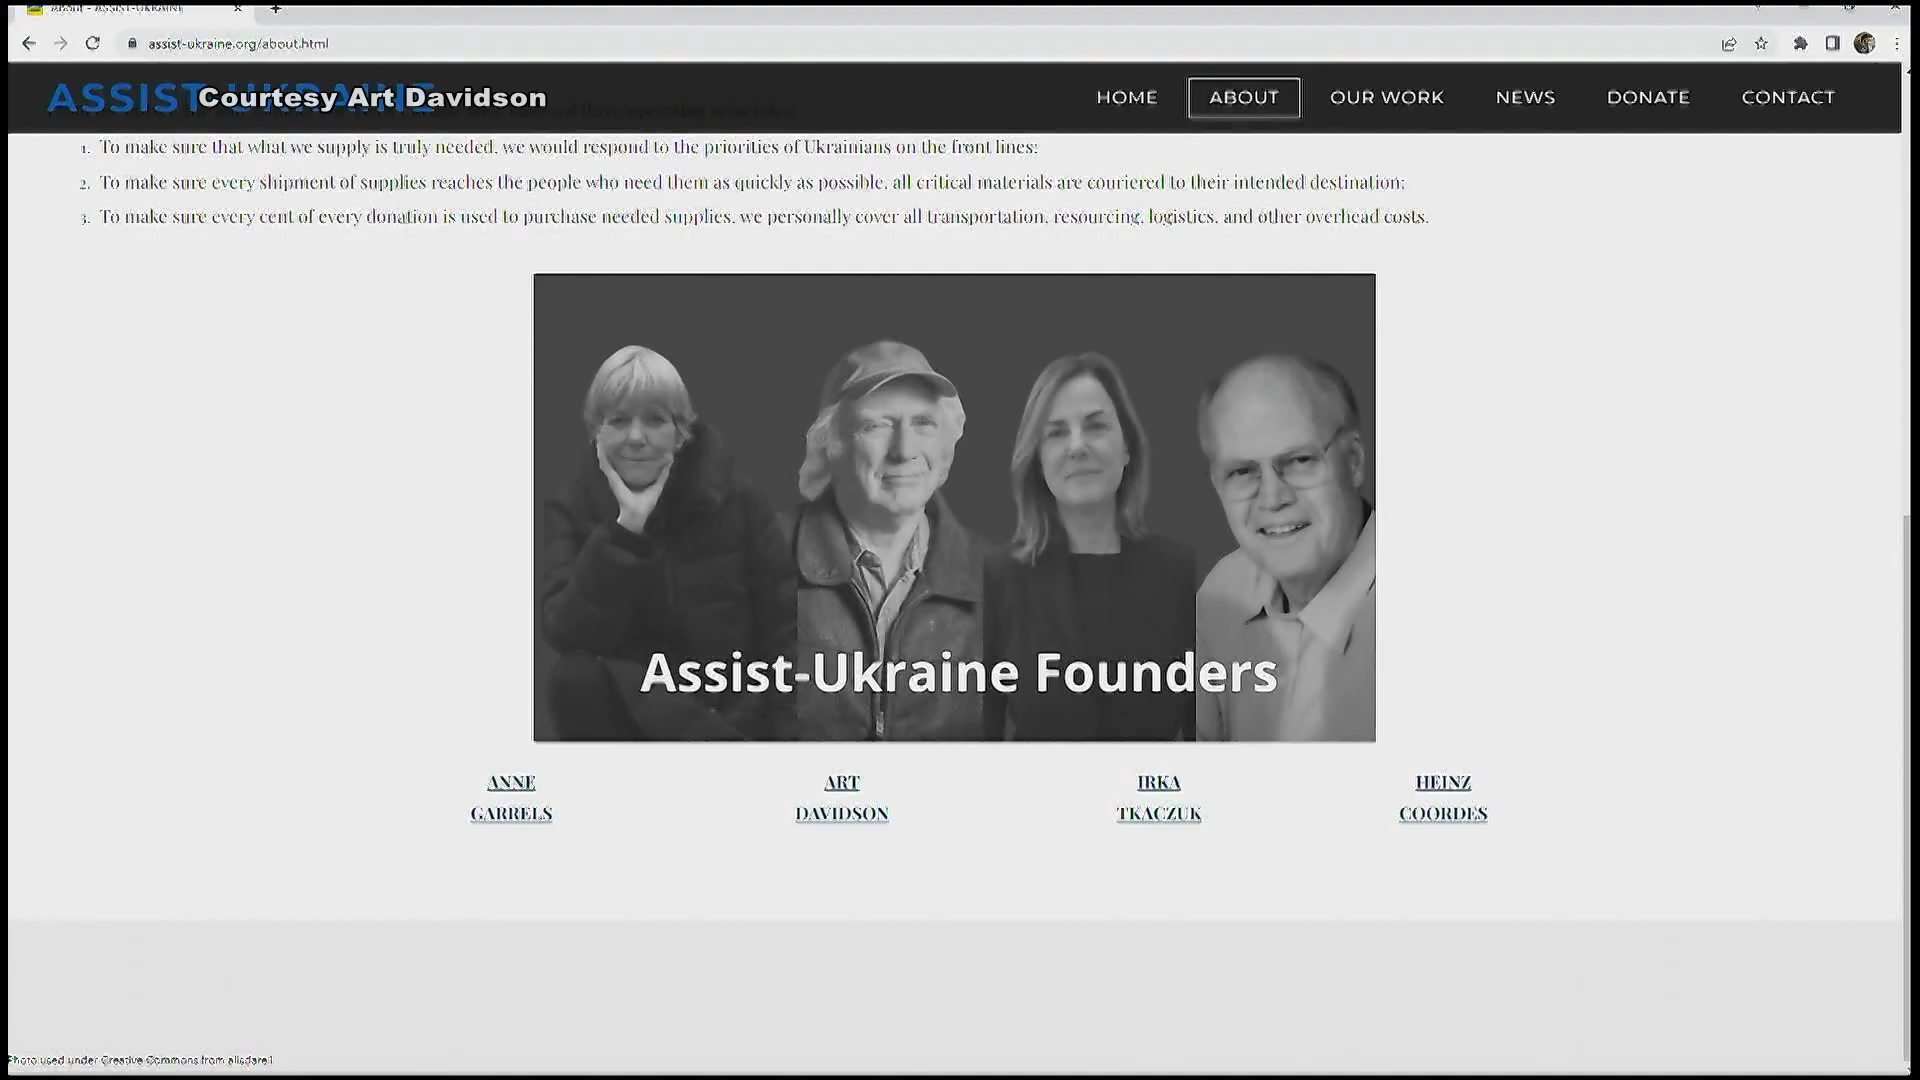 About - ASSIST-UKRAINE
assist-ukraine.org/about.html
ASSIST-UKRAINE
Courtesy Art Davidson
HOME ABOUT OUR WORK NEWS DONATE CONTACT
1. To make sure that what we supply is truly needed, we would respond to the priorities of Ukrainians on the front lines;
2. To make sure every shipment of supplies reaches the people who need them as quickly as possible, all critical materials are couriered to their intended destination;
3. To make sure every cent of every donation is used to purchase needed supplies, we personally cover all transportation, resourcing, logistics, and other overhead costs.
Assist-Ukraine Founders
ANNE ART IRKA HEINZ
GARRELS DAVIDSON TKACZUK COORDES
Photo used under Creative Commons from alisdare1